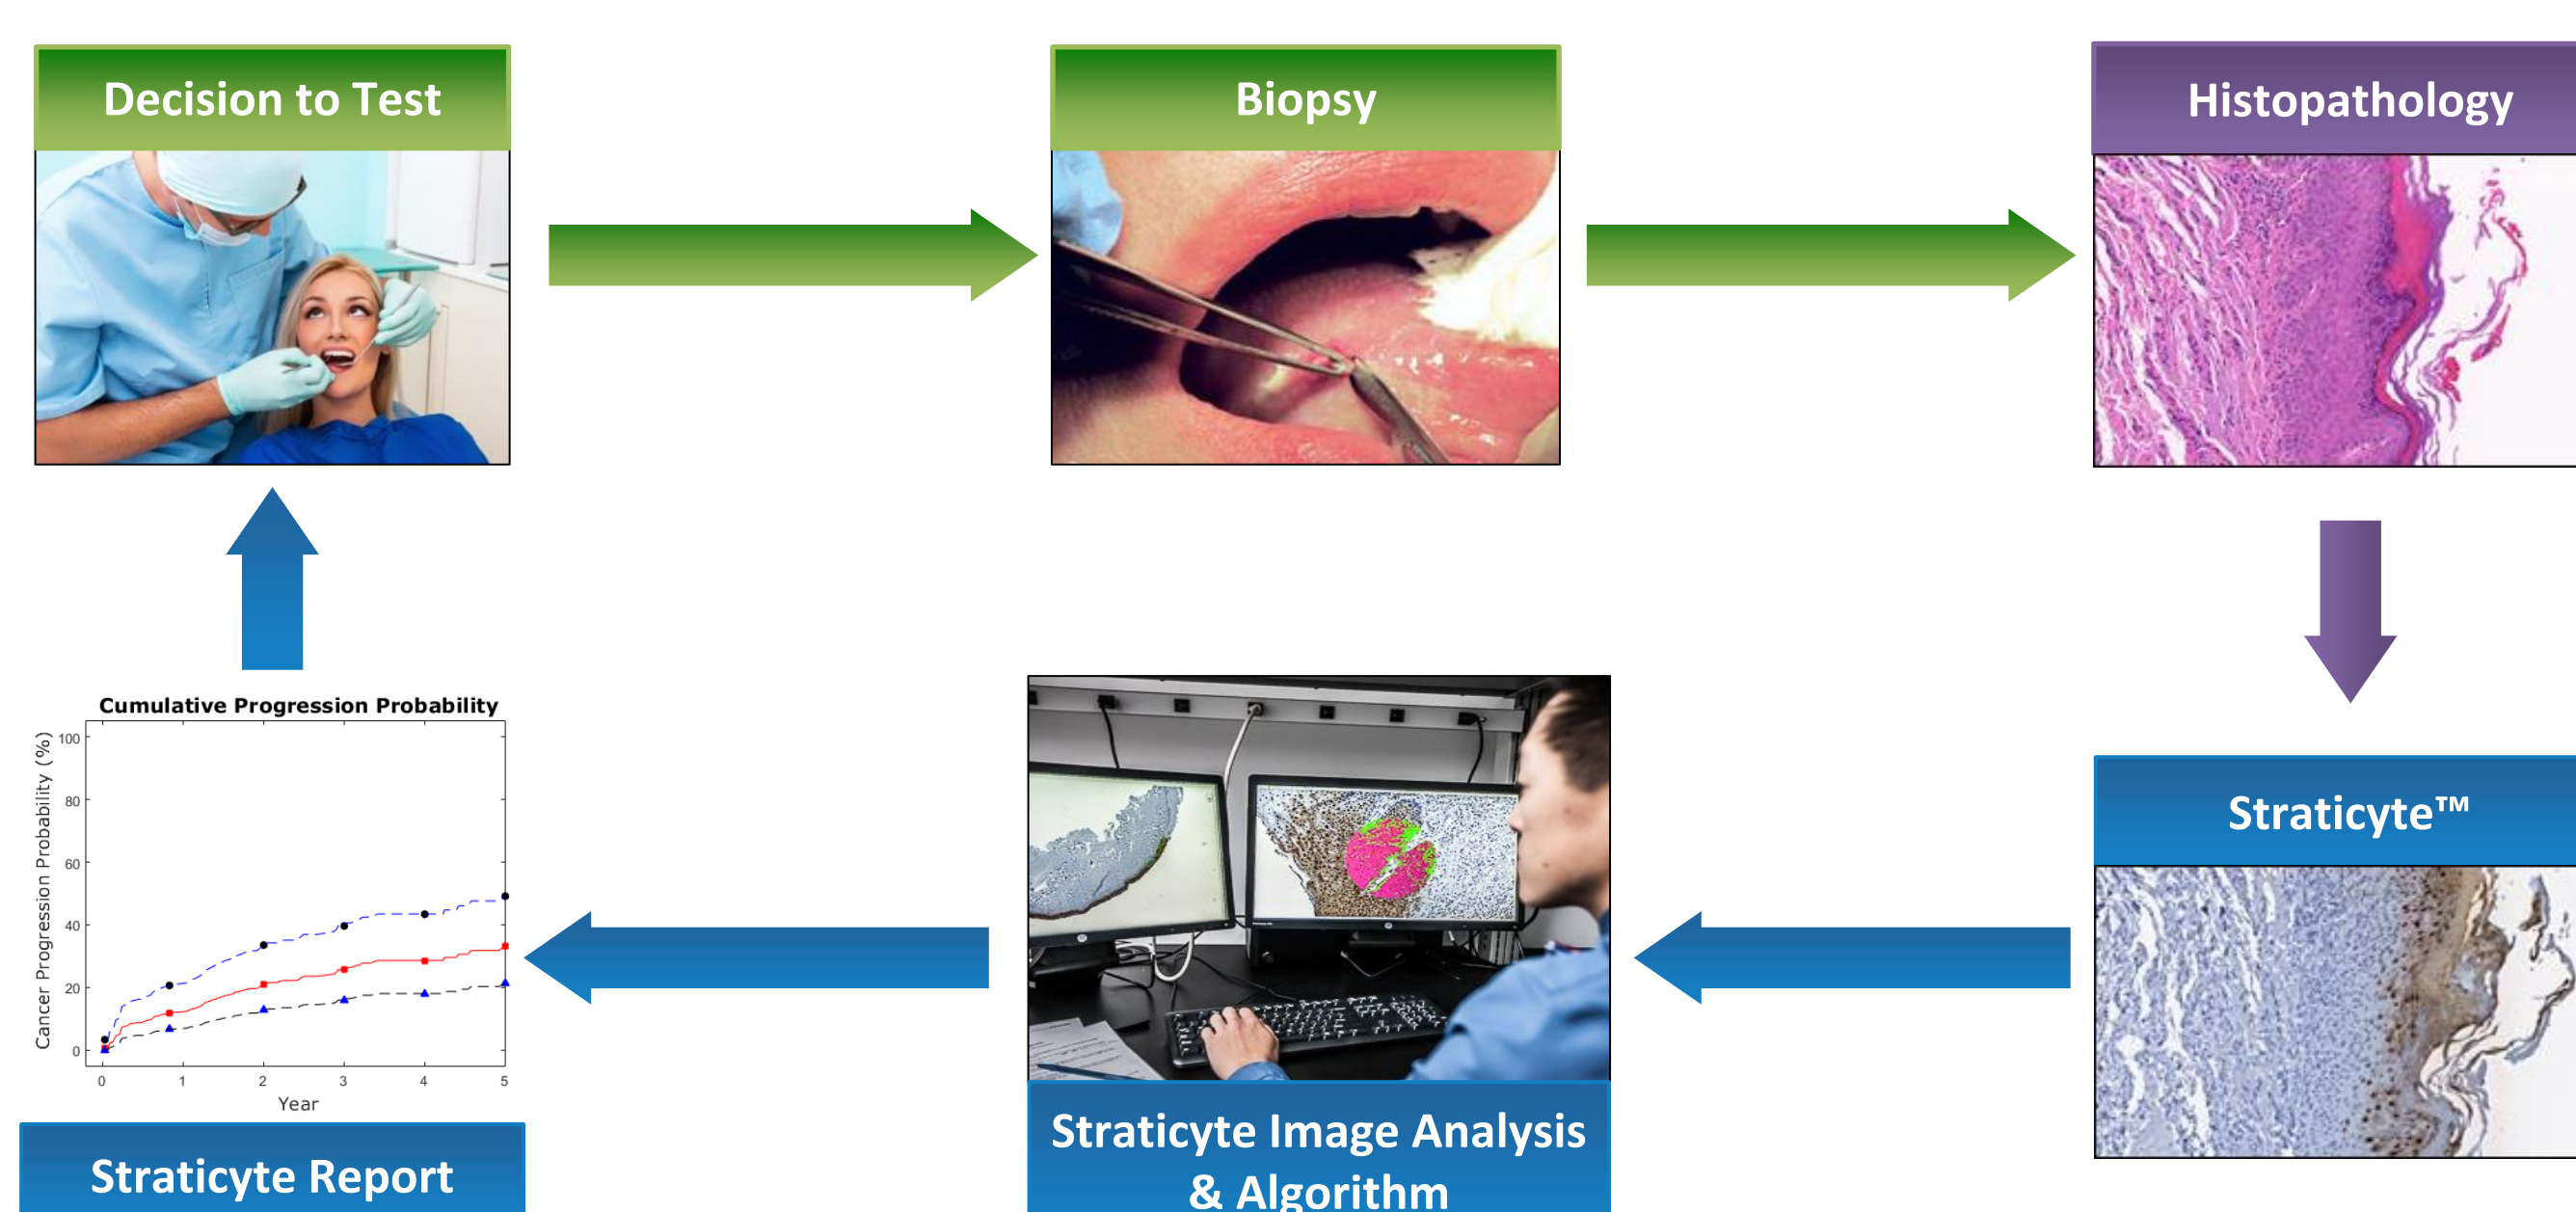 Decision to Test
Biopsy
Histopathology
Cumulative Progression Probability
Cancer Progression Probability (%)
100
80
60
40
20
0
0 1 2 3 4 5
Year
Straticyte™
Straticyte Image Analysis
& Algorithm
Straticyte Report